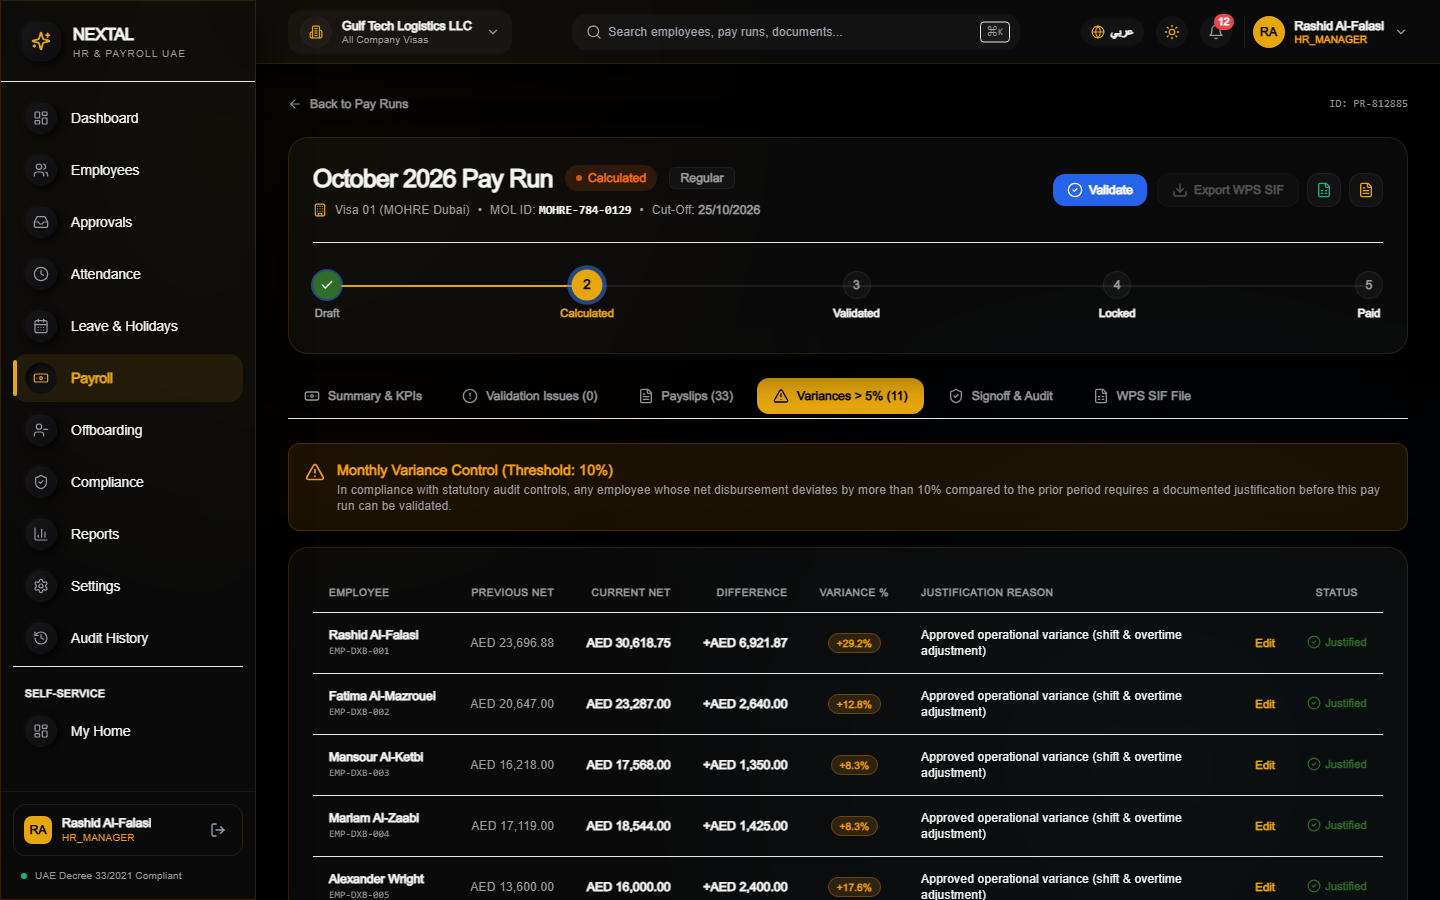 NEXTAL
HR & PAYROLL UAE
Gulf Tech Logistics LLC
All Company Visas
Search employees, pay runs, documents...
⌘K
عربي
12
RA
Rashid Al-Falasi
HR_MANAGER
Dashboard
Employees
Approvals
Attendance
Leave & Holidays
Payroll
Offboarding
Compliance
Reports
Settings
Audit History
SELF-SERVICE
My Home
RA
Rashid Al-Falasi
HR_MANAGER
UAE Decree 33/2021 Compliant
Back to Pay Runs
ID: PR-812885
October 2026 Pay Run
Calculated
Regular
Visa 01 (MOHRE Dubai) • MOL ID: MOHRE-784-0129 • Cut-Off: 25/10/2026
Validate
Export WPS SIF
2
3
4
5
Draft
Calculated
Validated
Locked
Paid
Summary & KPIs
Validation Issues (0)
Payslips (33)
Variances > 5% (11)
Signoff & Audit
WPS SIF File
Monthly Variance Control (Threshold: 10%)
In compliance with statutory audit controls, any employee whose net disbursement deviates by more than 10% compared to the prior period requires a documented justification before this pay
run can be validated.
EMPLOYEE PREVIOUS NET CURRENT NET DIFFERENCE VARIANCE % JUSTIFICATION REASON STATUS
Rashid Al-Falasi
EMP-DXB-001
AED 23,696.88 AED 30,618.75 +AED 6,921.87 +29.2%
Approved operational variance (shift & overtime
adjustment)
Edit Justified
Fatima Al-Mazrouei
EMP-DXB-002
AED 20,647.00 AED 23,287.00 +AED 2,640.00 +12.8%
Approved operational variance (shift & overtime
adjustment)
Edit Justified
Mansour Al-Ketbi
EMP-DXB-003
AED 16,218.00 AED 17,568.00 +AED 1,350.00 +8.3%
Approved operational variance (shift & overtime
adjustment)
Edit Justified
Mariam Al-Zaabi
EMP-DXB-004
AED 17,119.00 AED 18,544.00 +AED 1,425.00 +8.3%
Approved operational variance (shift & overtime
adjustment)
Edit Justified
Alexander Wright
EMP-DXB-005
AED 13,600.00 AED 16,000.00 +AED 2,400.00 +17.6%
Approved operational variance (shift & overtime
adjustment)
Edit Justified